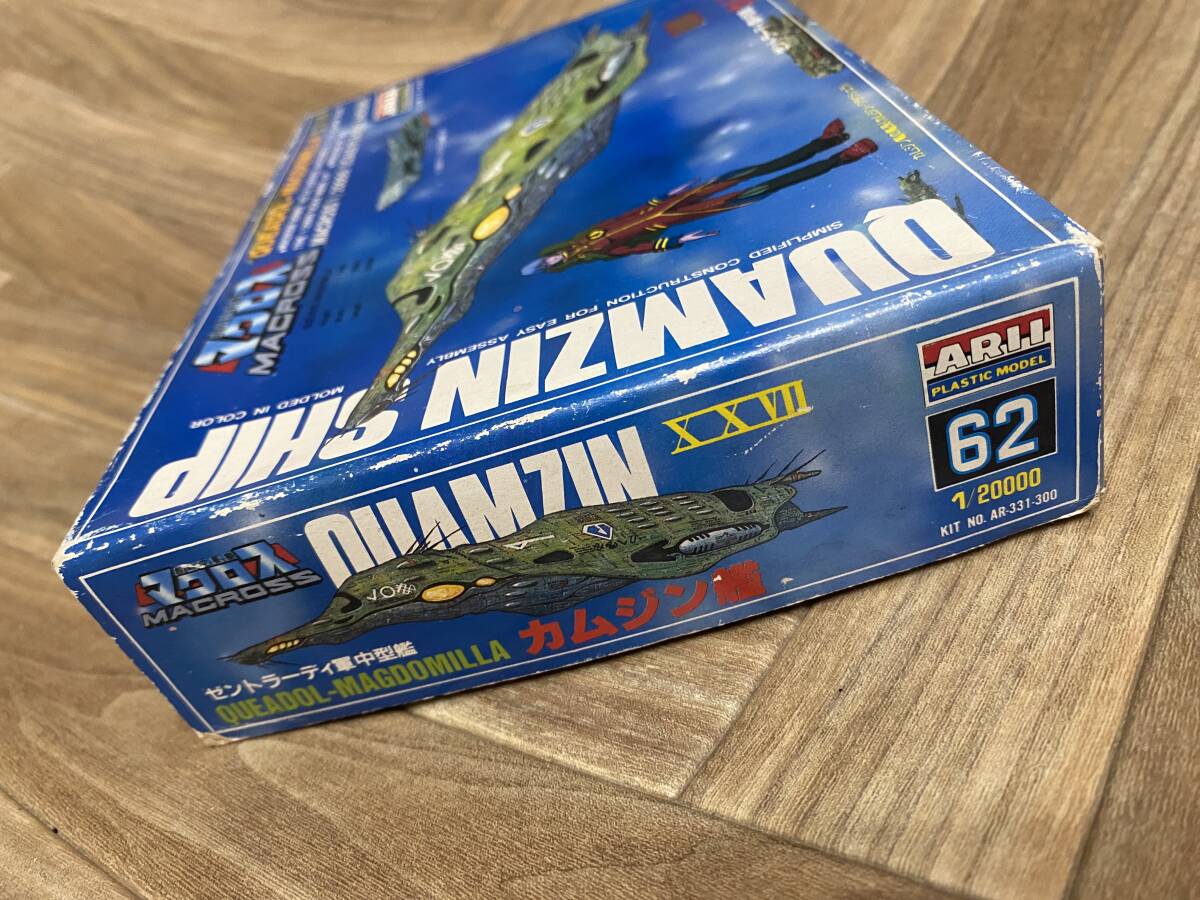 ARII
マクロス
MACROSS
QUAMZIN SHIP
SIMPLIFIED CONSTRUCTION FOR EASY ASSEMBLY
MOLDED IN COLOR
マクロス
MACROSS
QUAMZIN
XXVII
ゼントラーディ軍中型艦
QUEADOL-MAGDOMILLA カムジン艦
ARII
PLASTIC MODEL
62
1/20000
KIT NO. AR-331-300